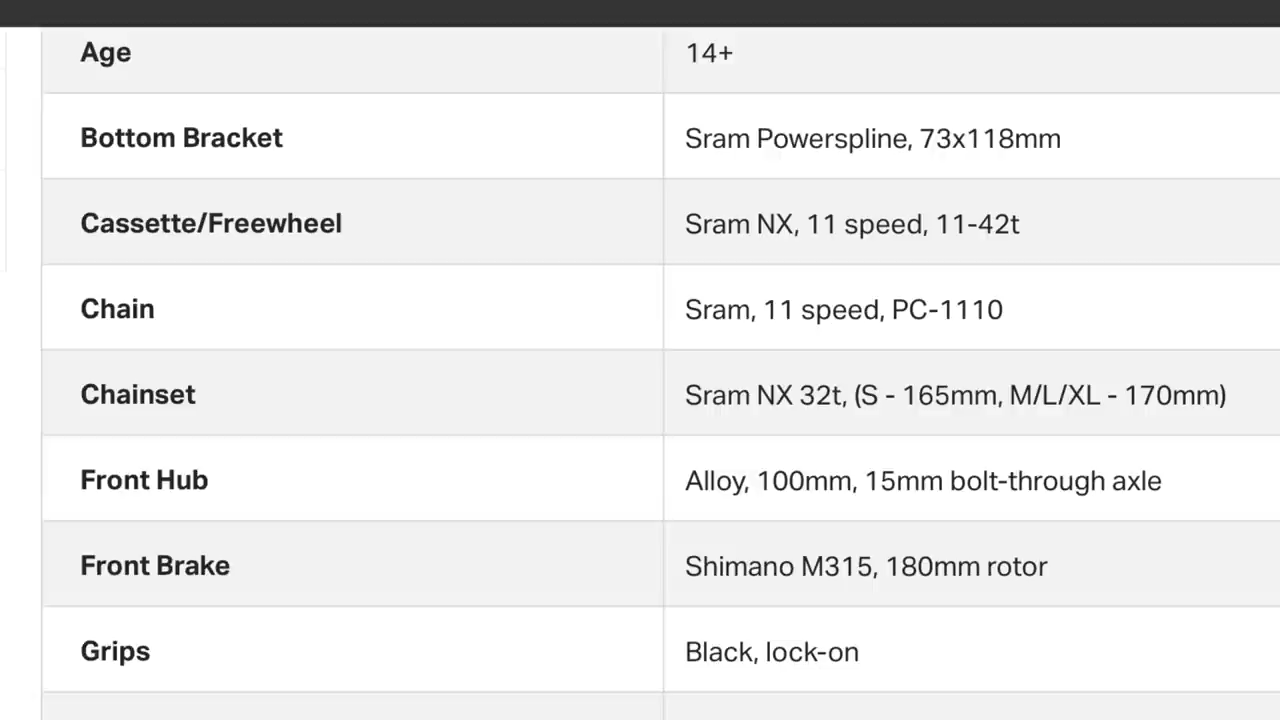 Age 14+
Bottom Bracket Sram Powerspline, 73x118mm
Cassette/Freewheel Sram NX, 11 speed, 11-42t
Chain Sram, 11 speed, PC-1110
Chainset Sram NX 32t, (S - 165mm, M/L/XL - 170mm)
Front Hub Alloy, 100mm, 15mm bolt-through axle
Front Brake Shimano M315, 180mm rotor
Grips Black, lock-on